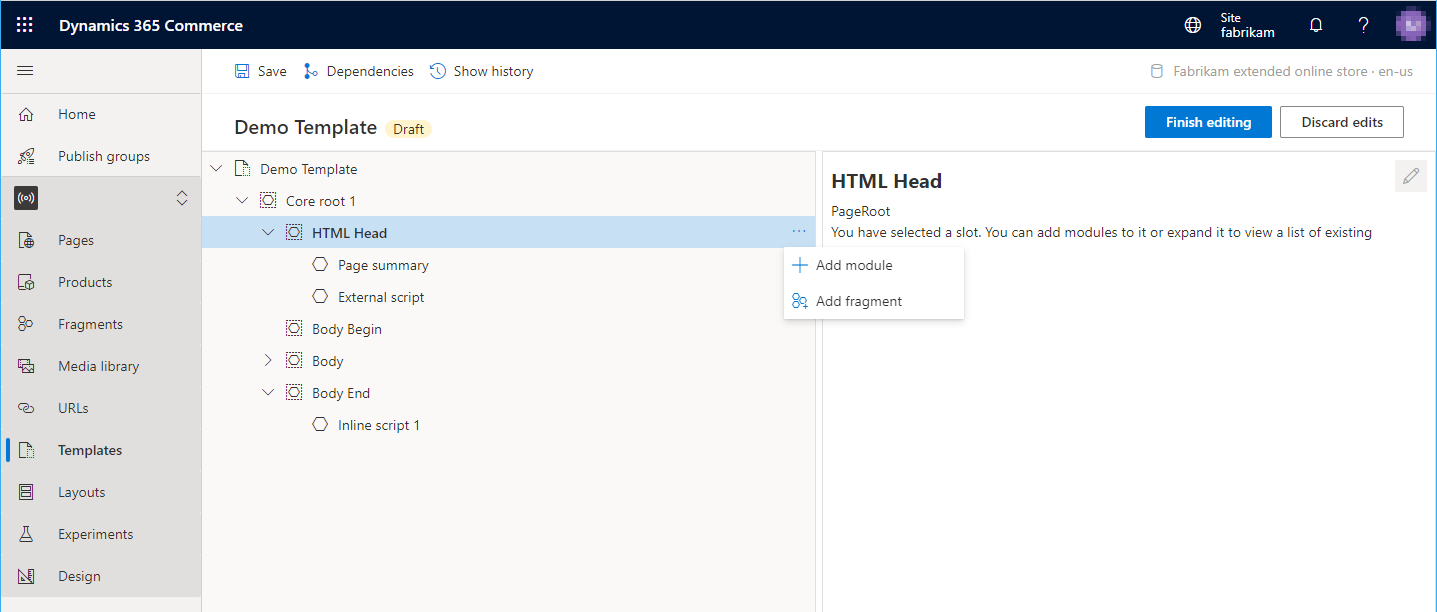 Dynamics 365 Commerce
Site
fabrikam
?
Save
Dependencies
Show history
Fabrikam extended online store · en-us
Home
Publish groups
Pages
Products
Fragments
Media library
URLs
Templates
Layouts
Experiments
Design
Demo Template
Draft
Finish editing
Discard edits
Demo Template
Core root 1
HTML Head
...
Page summary
External script
Body Begin
Body
Body End
Inline script 1
Add module
Add fragment
HTML Head
PageRoot
You have selected a slot. You can add modules to it or expand it to view a list of existing